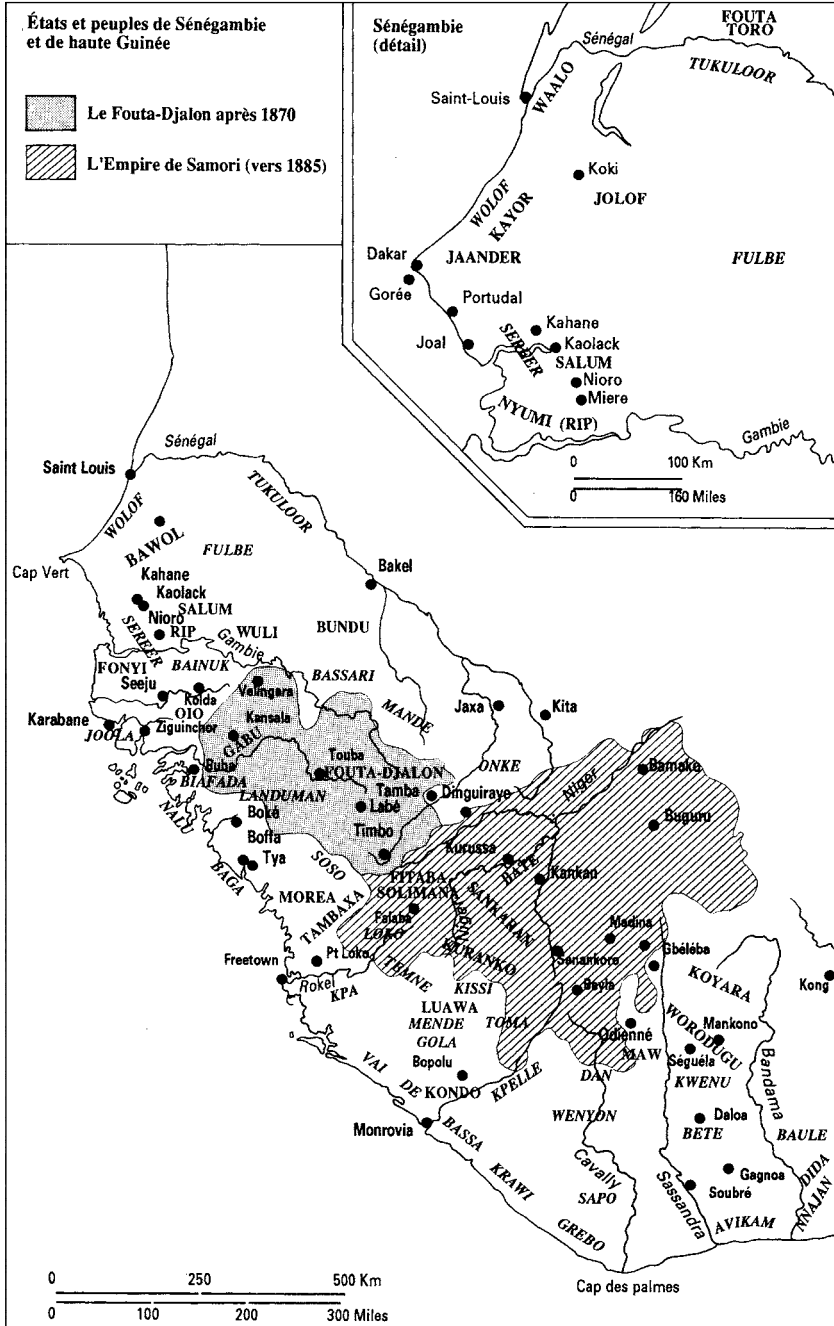 États et peuples de Sénégambie
et de haute Guinée
Le Fouta-Djalon après 1870
L'Empire de Samori (vers 1885)
Sénégambie
(détail)
Sénégal
FOUTA
TORO
TUKULOOR
Saint-Louis
WAALO
Koki
JOLOF
WOLOF
KAYOR
Dakar
JAANDER
FULBE
Gorée
Portudal
Kahane
Joal
SEREER
Kaolack
SALUM
Nioro
Miere
NYUMI (RIP)
Gambie
0 100 Km
0 160 Miles
Sénégal
Saint Louis
TUKULOOR
WOLOF
BAWOL
FULBE
Cap Vert
Bakel
Kahane
Kaolack
SALUM
Nioro
RIP
WULI
BUNDU
SEREER
Gambie
FONYI
BAINUK
BASSARI
Seeju
Kolda
Velingara
MANDE
Jaxa
Kita
OIO
Kansala
Karabane
JOOLA
Ziguinchor
GABU
Touba
ONKE
Buba
FOUTA-DJALON
Niger
Bamako
BIAFADA
Tamba
LANDUMAN
Labé
Dinguiraye
NALU
Boké
Buguru
Boffa
Timbo
Kurussa
Tya
SOSO
BATE
Kankan
BAGA
FITABA
SOLIMAN
SANKARAN
MOREA
Niger
Falaba
Madina
TAMBAXA
LOKO
Gbéléba
KURANKO
Sanankoro
Freetown
Pt Loko
TEMNE
KOYARA
Kong
Rokel
KISSI
Beyla
KPA
LUAWA
WORODUGU
MENDE
TOMA
Odienné
Mankono
GOLA
MAW
Séguéla
Bandama
VAI
Bopolu
DAN
KWENU
DE
KONDO
KPELLE
WENYON
Daloa
Monrovia
BASSA
BETE
BAULE
KRAWI
Cavally
Gagnoa
DIDA
SAPO
Sassandra
Soubré
NNAJAN
GREBO
AVIKAM
Cap des palmes
0 250 500 Km
0 100 200 300 Miles